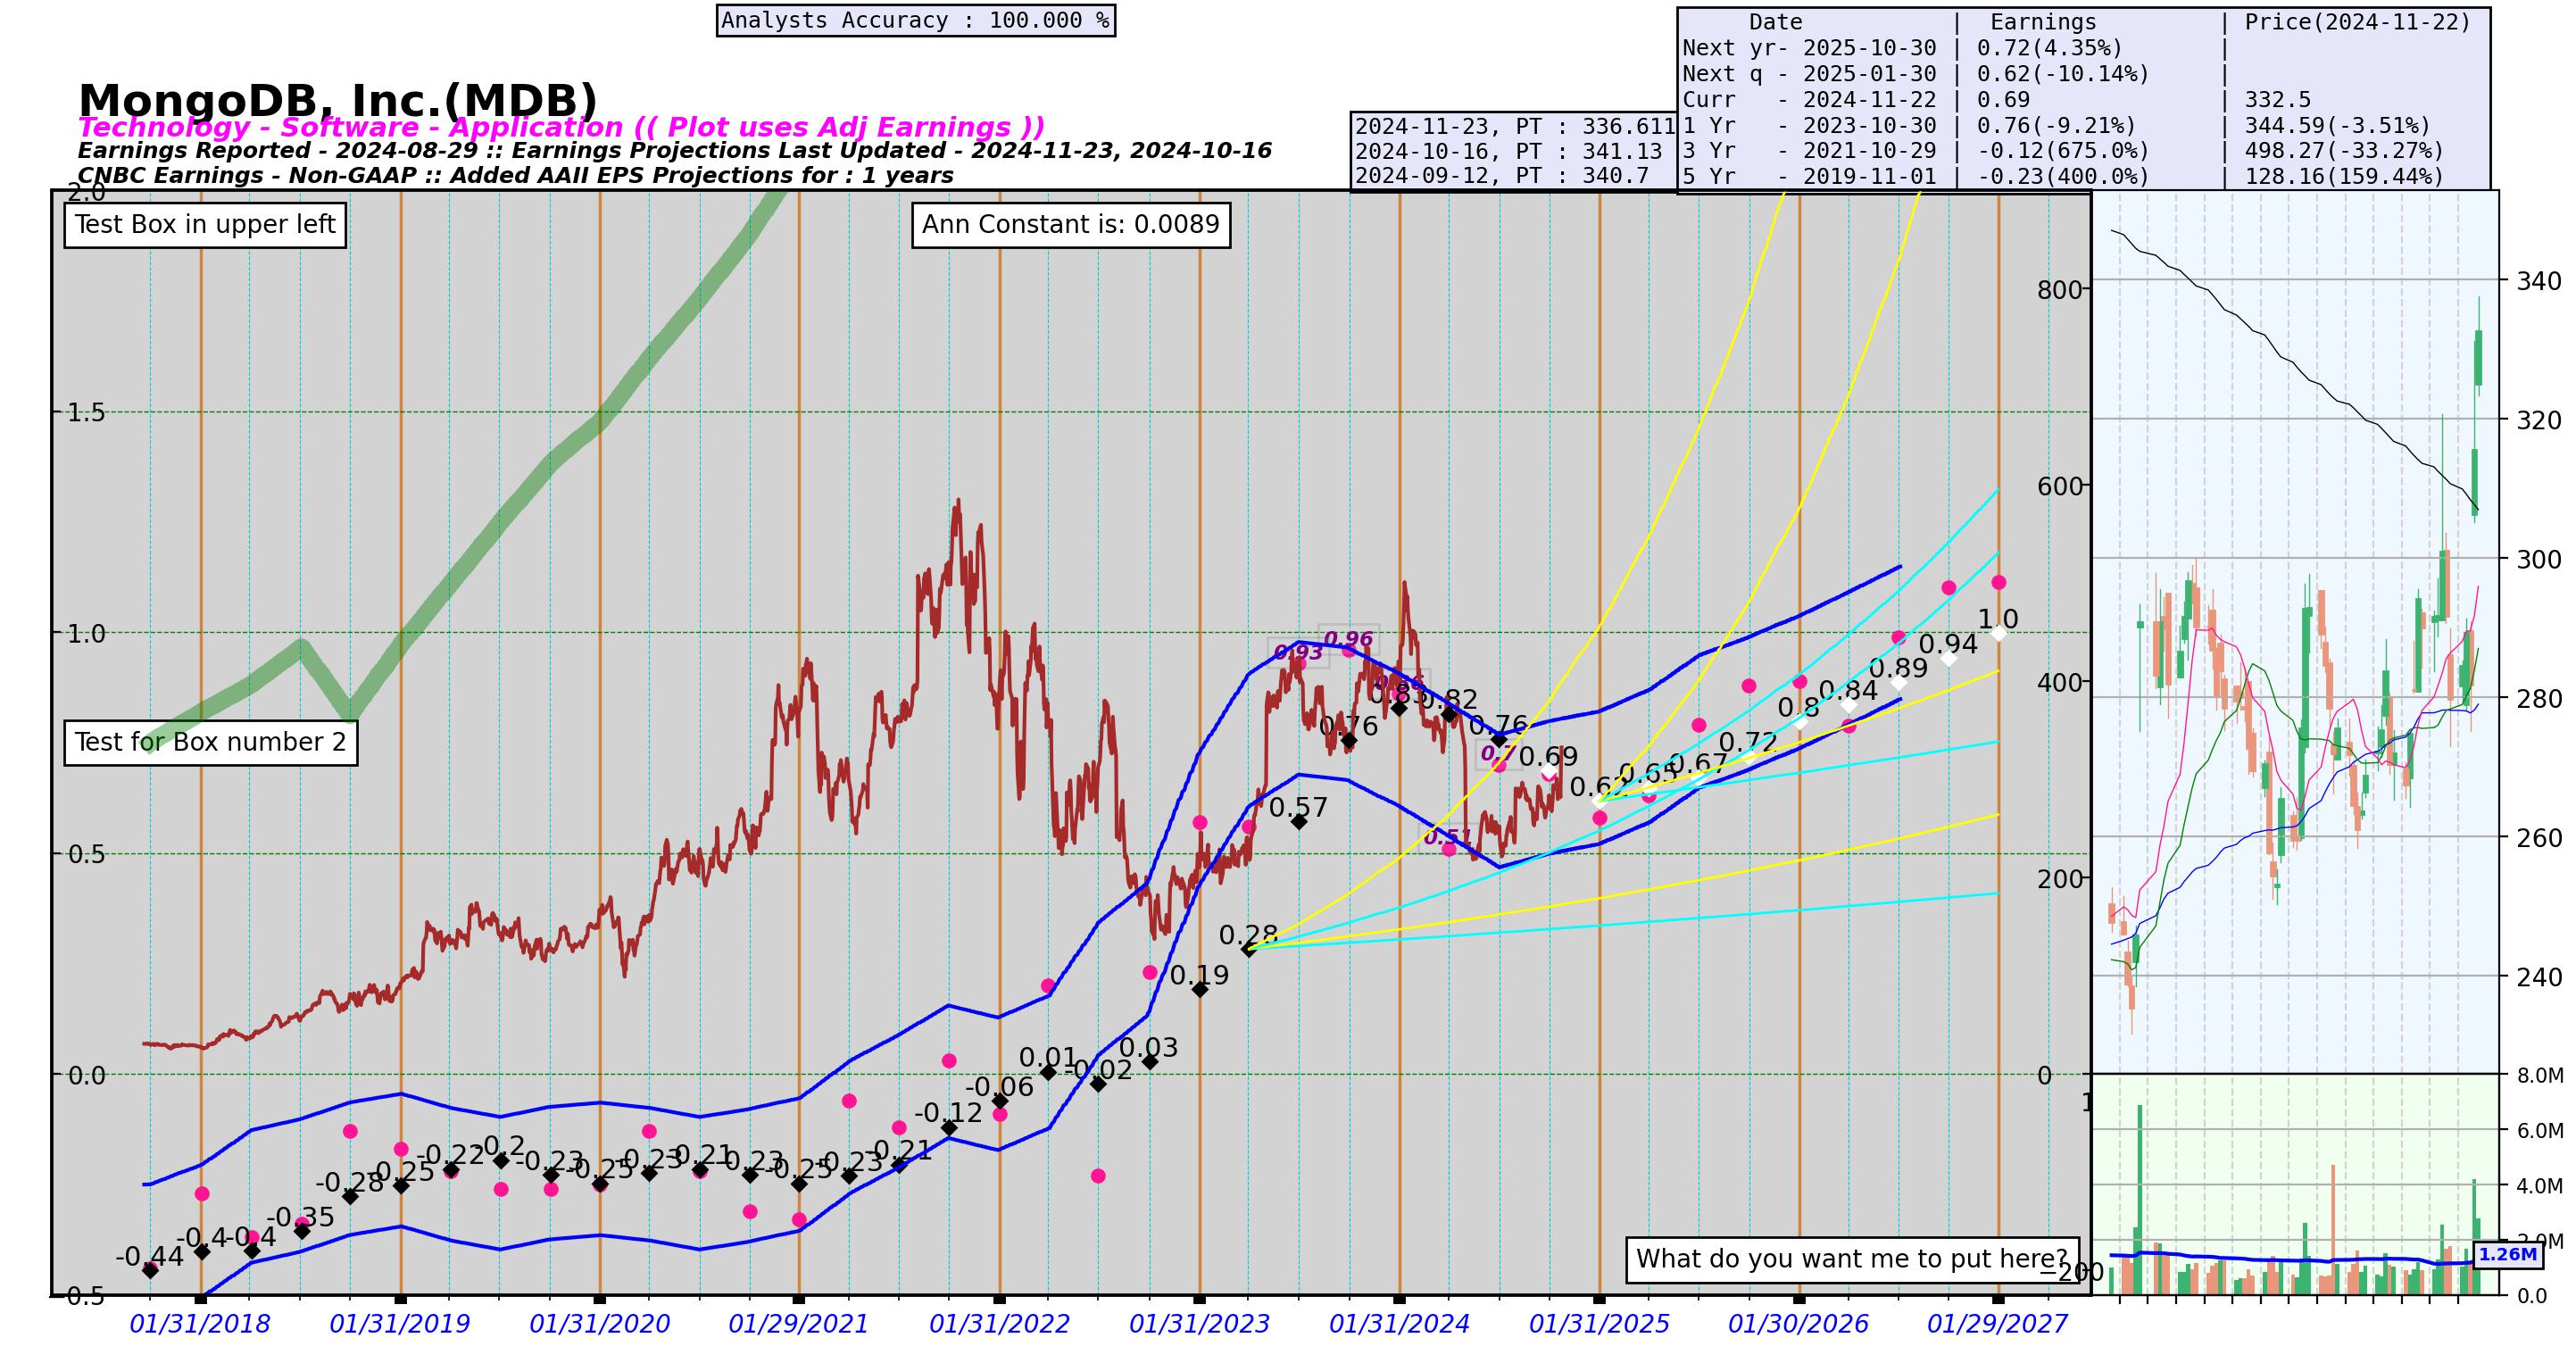 Analysts Accuracy : 100.000 %
Date | Earnings | Price(2024-11-22)
Next yr- 2025-10-30 | 0.72(4.35%) |
Next q - 2025-01-30 | 0.62(-10.14%) |
Curr - 2024-11-22 | 0.69 | 332.5
1 Yr - 2023-10-30 | 0.76(-9.21%) | 344.59(-3.51%)
3 Yr - 2021-10-29 | -0.12(675.0%) | 498.27(-33.27%)
5 Yr - 2019-11-01 | -0.23(400.0%) | 128.16(159.44%)
MongoDB, Inc.(MDB)
Technology - Software - Application (( Plot uses Adj Earnings ))
Earnings Reported - 2024-08-29 :: Earnings Projections Last Updated - 2024-11-23, 2024-10-16
CNBC Earnings - Non-GAAP :: Added AAII EPS Projections for : 1 years
2024-11-23, PT : 336.611
2024-10-16, PT : 341.13
2024-09-12, PT : 340.7
Test Box in upper left
Ann Constant is: 0.0089
Test for Box number 2
What do you want me to put here?
2.0
1.5
1.0
0.5
0.0
-0.5
800
600
400
200
0
−200
340
320
300
280
260
240
8.0M
6.0M
4.0M
2.0M
0.0
1.26M
-0.44
-0.4
-0.4
-0.35
-0.28
-0.25
-0.22
-0.2
-0.23
-0.25
-0.23
-0.21
-0.23
-0.25
-0.23
-0.21
-0.12
-0.06
0.01
-0.02
0.03
0.19
0.28
0.57
0.76
0.83
0.82
0.76
0.69
0.65
0.67
0.72
0.8
0.84
0.89
0.94
1.0
0.93
0.96
0.51
01/31/2018
01/31/2019
01/31/2020
01/29/2021
01/31/2022
01/31/2023
01/31/2024
01/31/2025
01/30/2026
01/29/2027